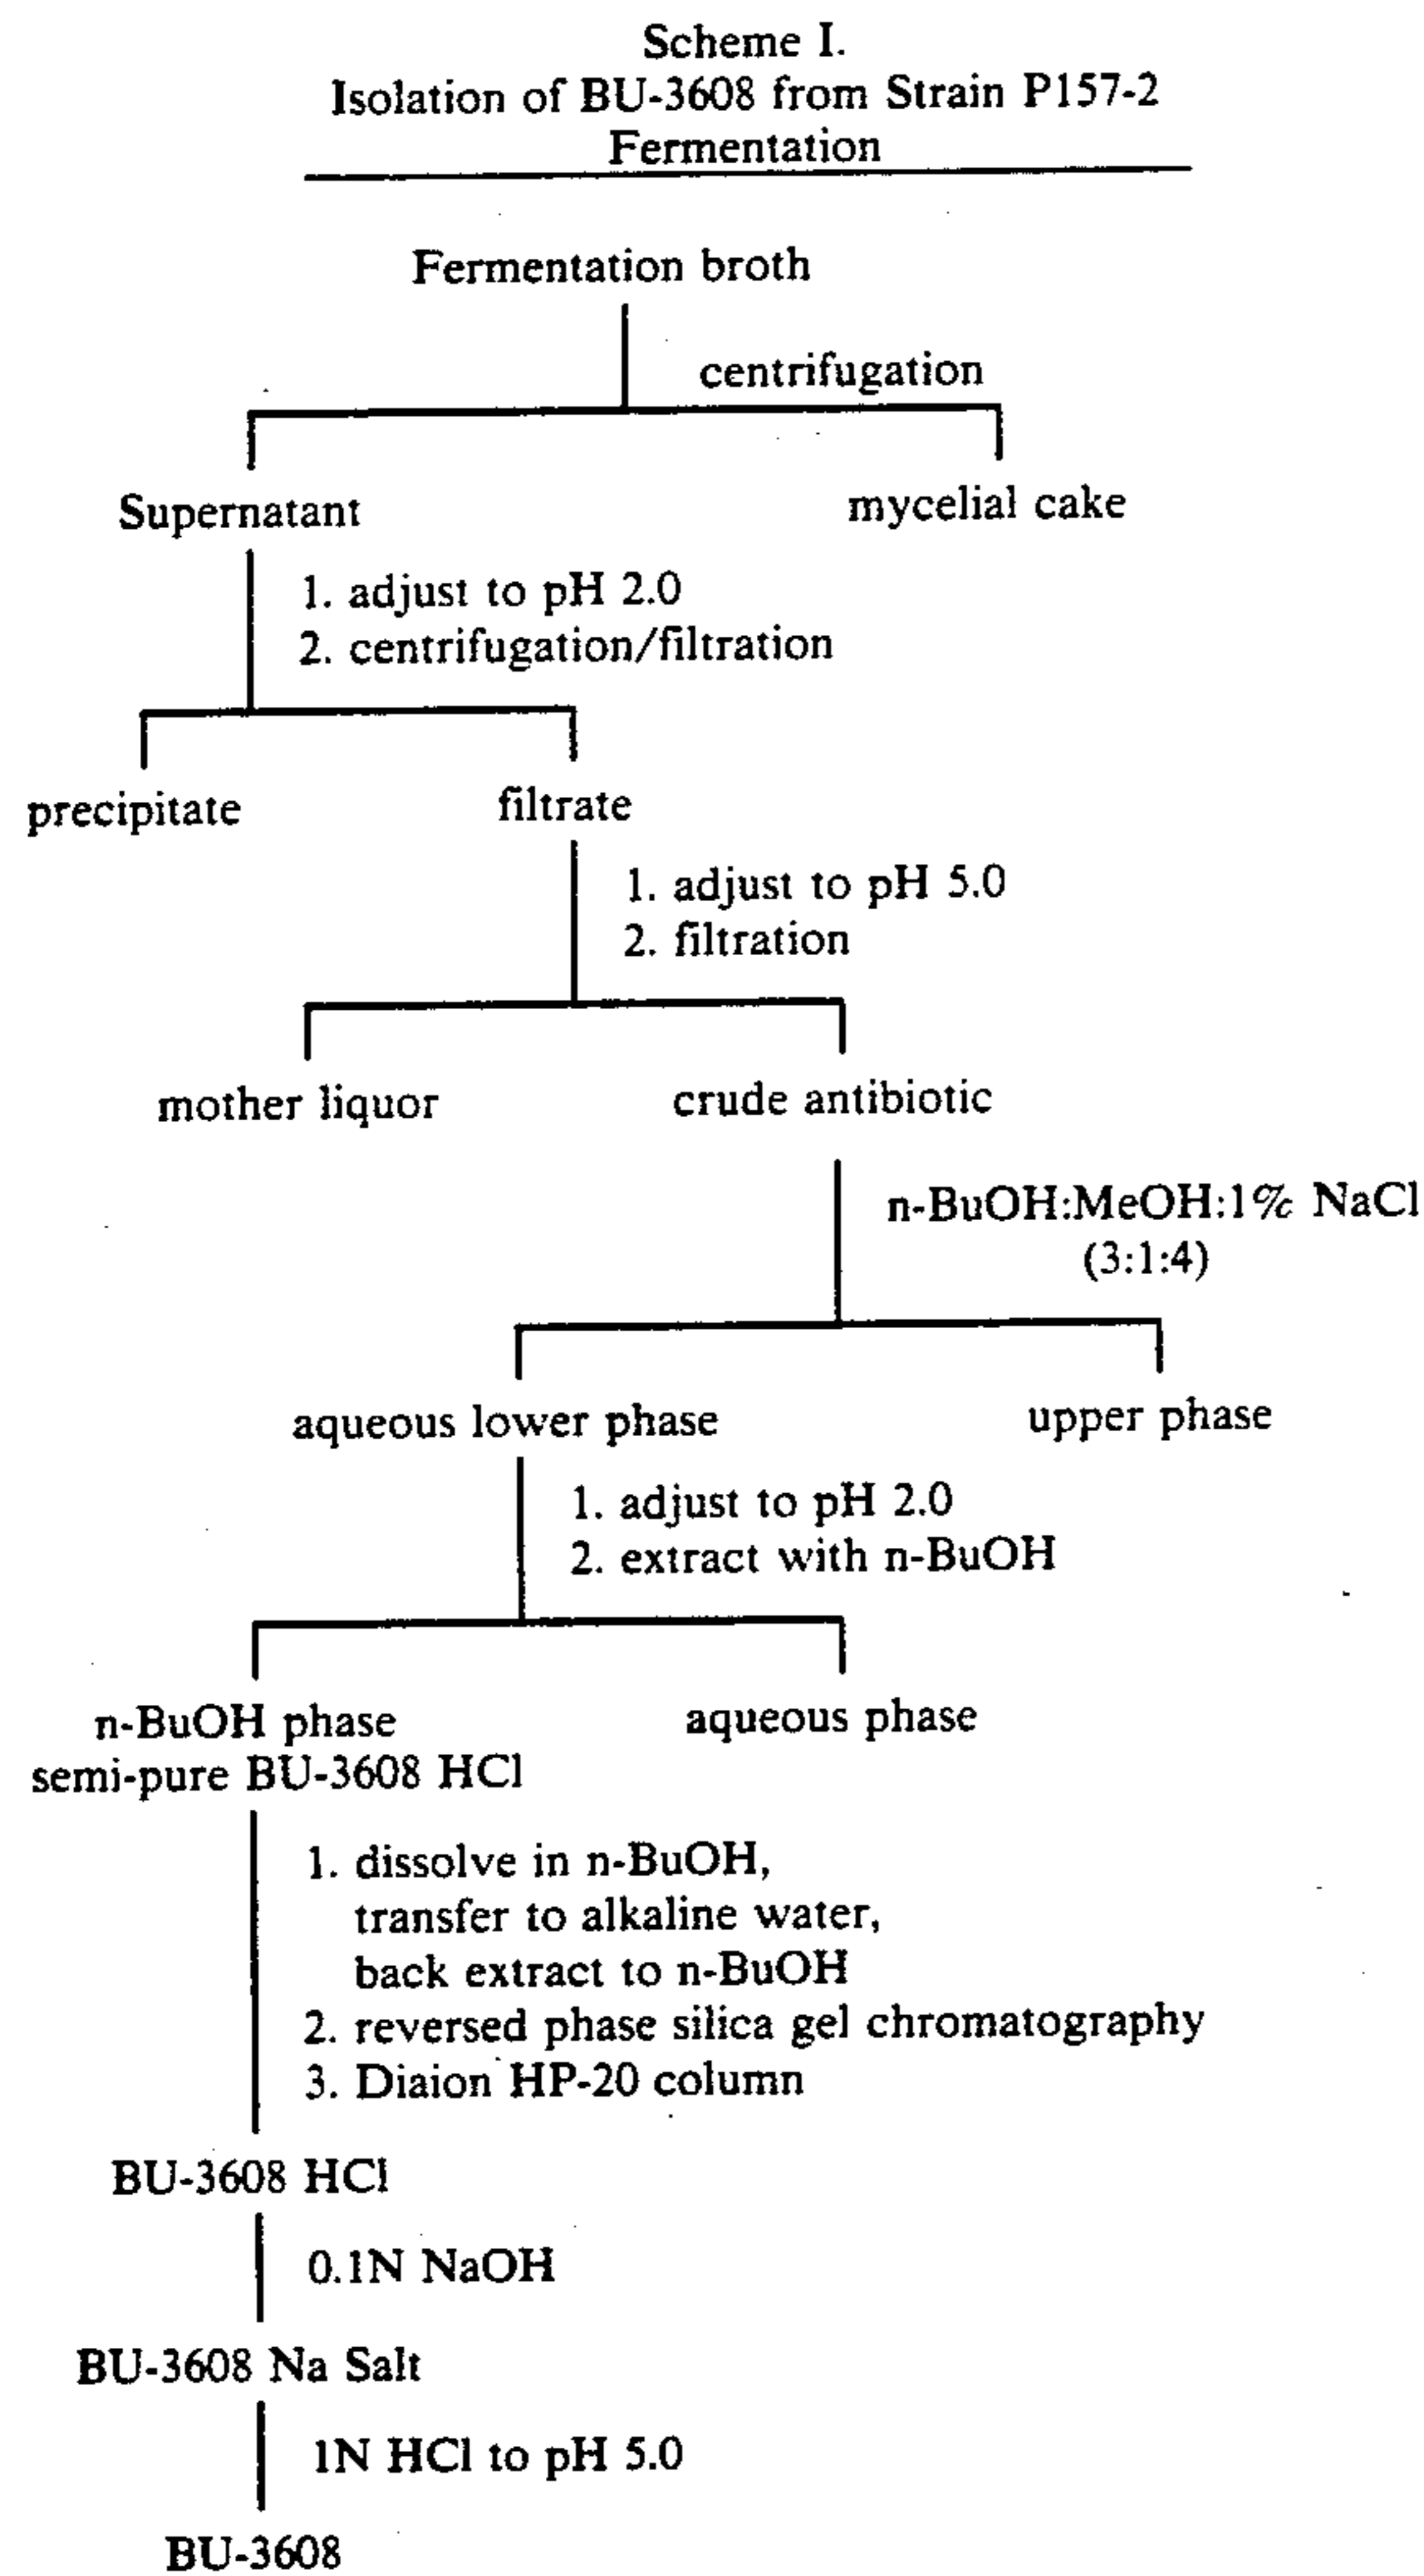 Scheme I.
Isolation of BU-3608 from Strain P157-2
Fermentation
Fermentation broth
centrifugation
Supernatant
mycelial cake
1. adjust to pH 2.0
2. centrifugation/filtration
precipitate
filtrate
1. adjust to pH 5.0
2. filtration
mother liquor
crude antibiotic
n-BuOH:MeOH:1% NaCl
(3:1:4)
aqueous lower phase
upper phase
1. adjust to pH 2.0
2. extract with n-BuOH
n-BuOH phase
aqueous phase
semi-pure BU-3608 HCl
1. dissolve in n-BuOH,
transfer to alkaline water,
back extract to n-BuOH
2. reversed phase silica gel chromatography
3. Diaion HP-20 column
BU-3608 HCl
0.1N NaOH
BU-3608 Na Salt
1N HCl to pH 5.0
BU-3608